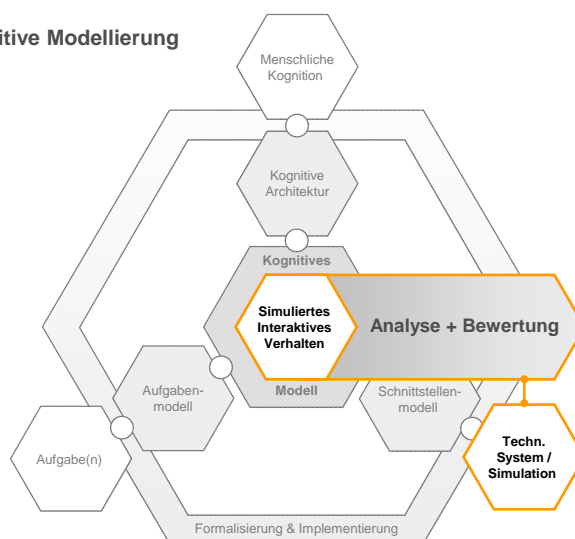 itive Modellierung
Menschliche
Kognition
Kognitive
Architektur
Kognitives
Simuliertes
Interaktives
Verhalten
Analyse + Bewertung
Modell
Aufgaben-
modell
Schnittstellen-
modell
Aufgabe(n)
Techn.
System /
Simulation
Formalisierung & Implementierung